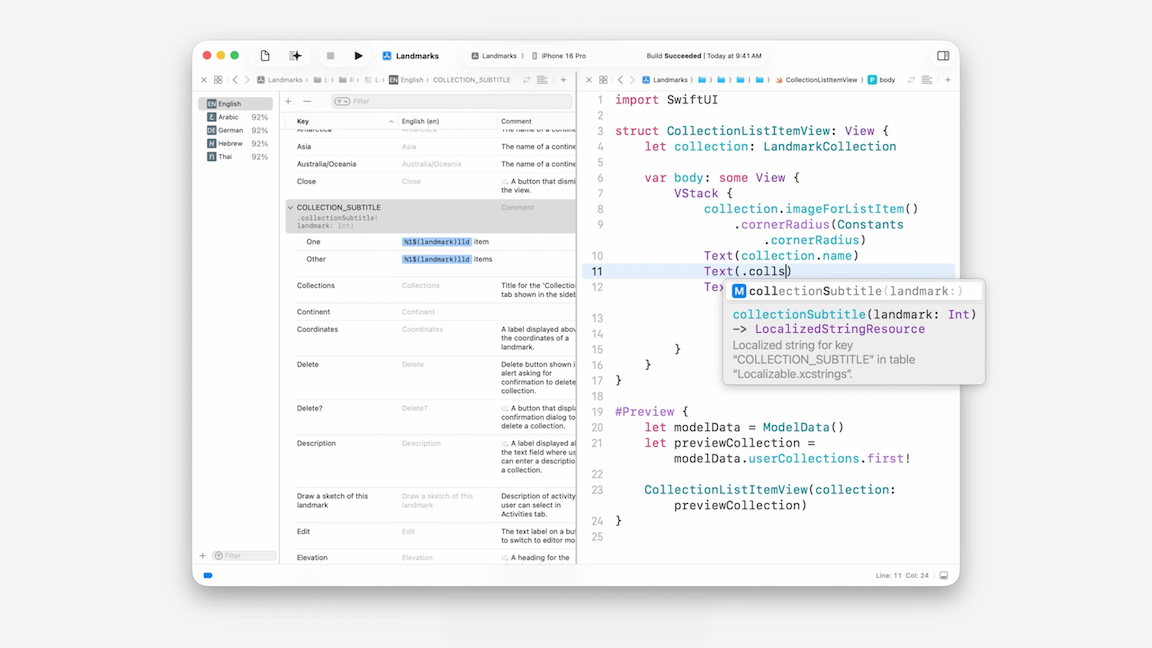 Landmarks
Landmarks
iPhone 16 Pro
Build Succeeded | Today at 9:41 AM
Landmarks
English
COLLECTION_SUBTITLE
Landmarks
CollectionListItemView
body
English
Arabic 92%
German 92%
Hebrew 92%
Thai 92%
Filter
Key English (en) Comment
Antarctica Antarctica The name of a contine
Asia Asia The name of a contine
Australia/Oceania Australia/Oceania The name of a contine
Close Close A button that dismi
the view.
COLLECTION_SUBTITLE Comment
.collectionSubtitle(
landmark: Int)
One %1$(landmark)lld item
Other %1$(landmark)lld items
Collections Collections Title for the 'Collection
tab shown in the sideb
Continent Continent
Coordinates Coordinates A label displayed abov
the coordinates of a
landmark.
Delete Delete Delete button shown i
alert asking for
confirmation to delete
collection.
Delete? Delete? A button that displa
confirmation dialog to
delete a collection.
Description Description A label displayed al
the text field where us
can enter a descriptio
a collection.
Draw a sketch of this Draw a sketch of this Description of activity
landmark landmark user can select in
Activities tab.
Edit Edit The text label on a bu
to switch to editor mo
Elevation Elevation A heading for the
Filter
1 import SwiftUI
2
3 struct CollectionListItemView: View {
4 let collection: LandmarkCollection
5
6 var body: some View {
7 VStack {
8 collection.imageForListItem()
9 .cornerRadius(Constants
.cornerRadius)
10 Text(collection.name)
11 Text(.colls)
12 Tex
collectionSubtitle(landmark:)
collectionSubtitle(landmark: Int)
-> LocalizedStringResource
Localized string for key
“COLLECTION_SUBTITLE” in table
“Localizable.xcstrings”.
13
14
15 }
16 }
17 }
18
19 #Preview {
20 let modelData = ModelData()
21 let previewCollection =
modelData.userCollections.first!
22
23 CollectionListItemView(collection:
previewCollection)
24 }
25
Line: 11 Col: 24